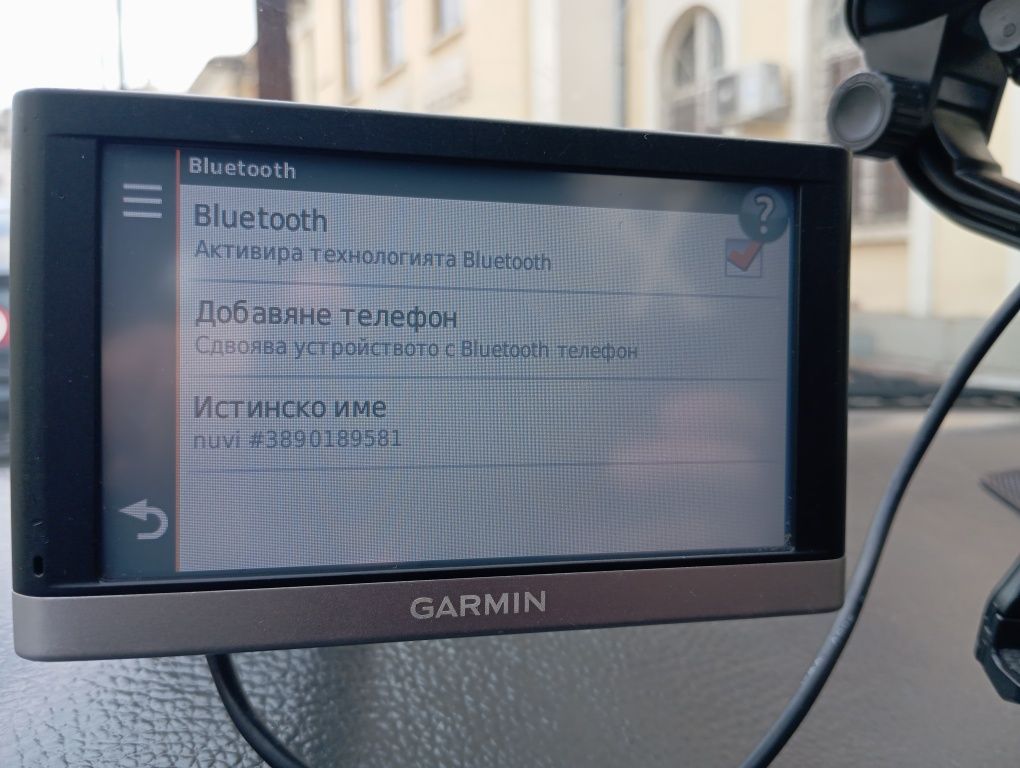 Bluetooth
?
Bluetooth
Активира технологията Bluetooth
Добавяне телефон
Сдвоява устройството с Bluetooth телефон
Истинско име
nuvi #3890189581
GARMIN